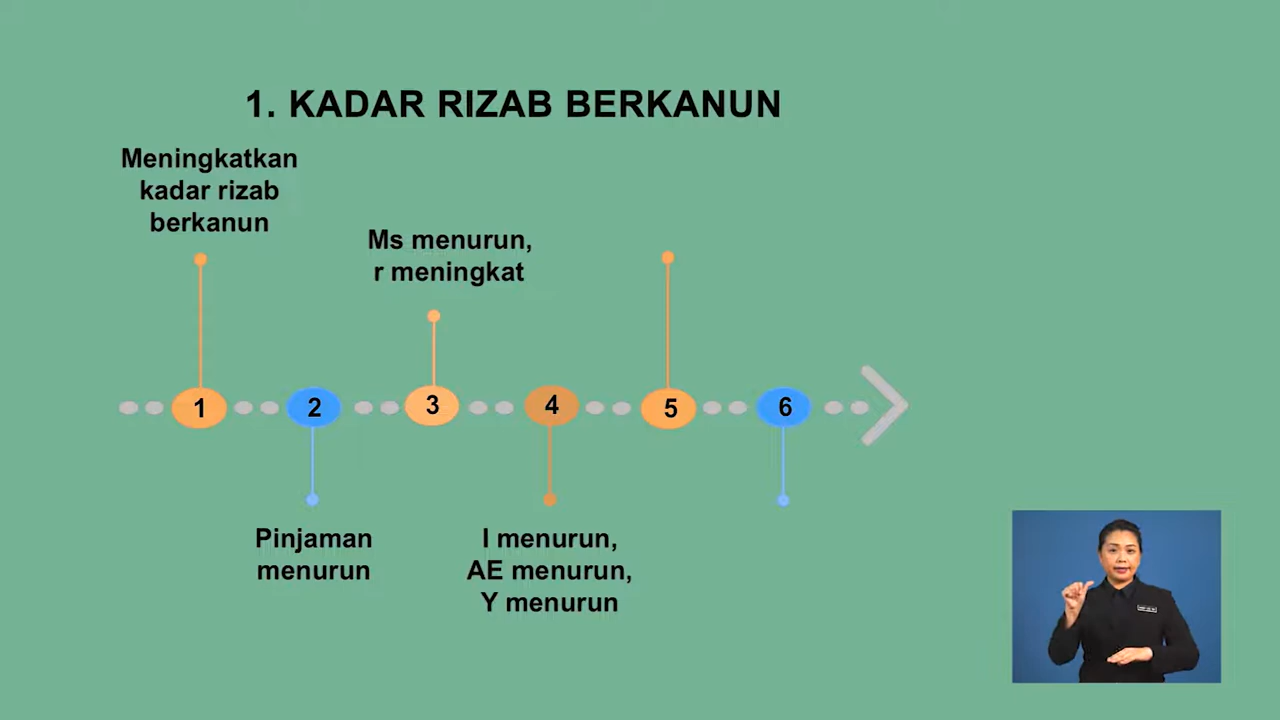 1. KADAR RIZAB BERKANUN
Meningkatkan
kadar rizab
berkanun
Ms menurun,
r meningkat
1
2
3
4
5
6
Pinjaman
menurun
I menurun,
AE menurun,
Y menurun